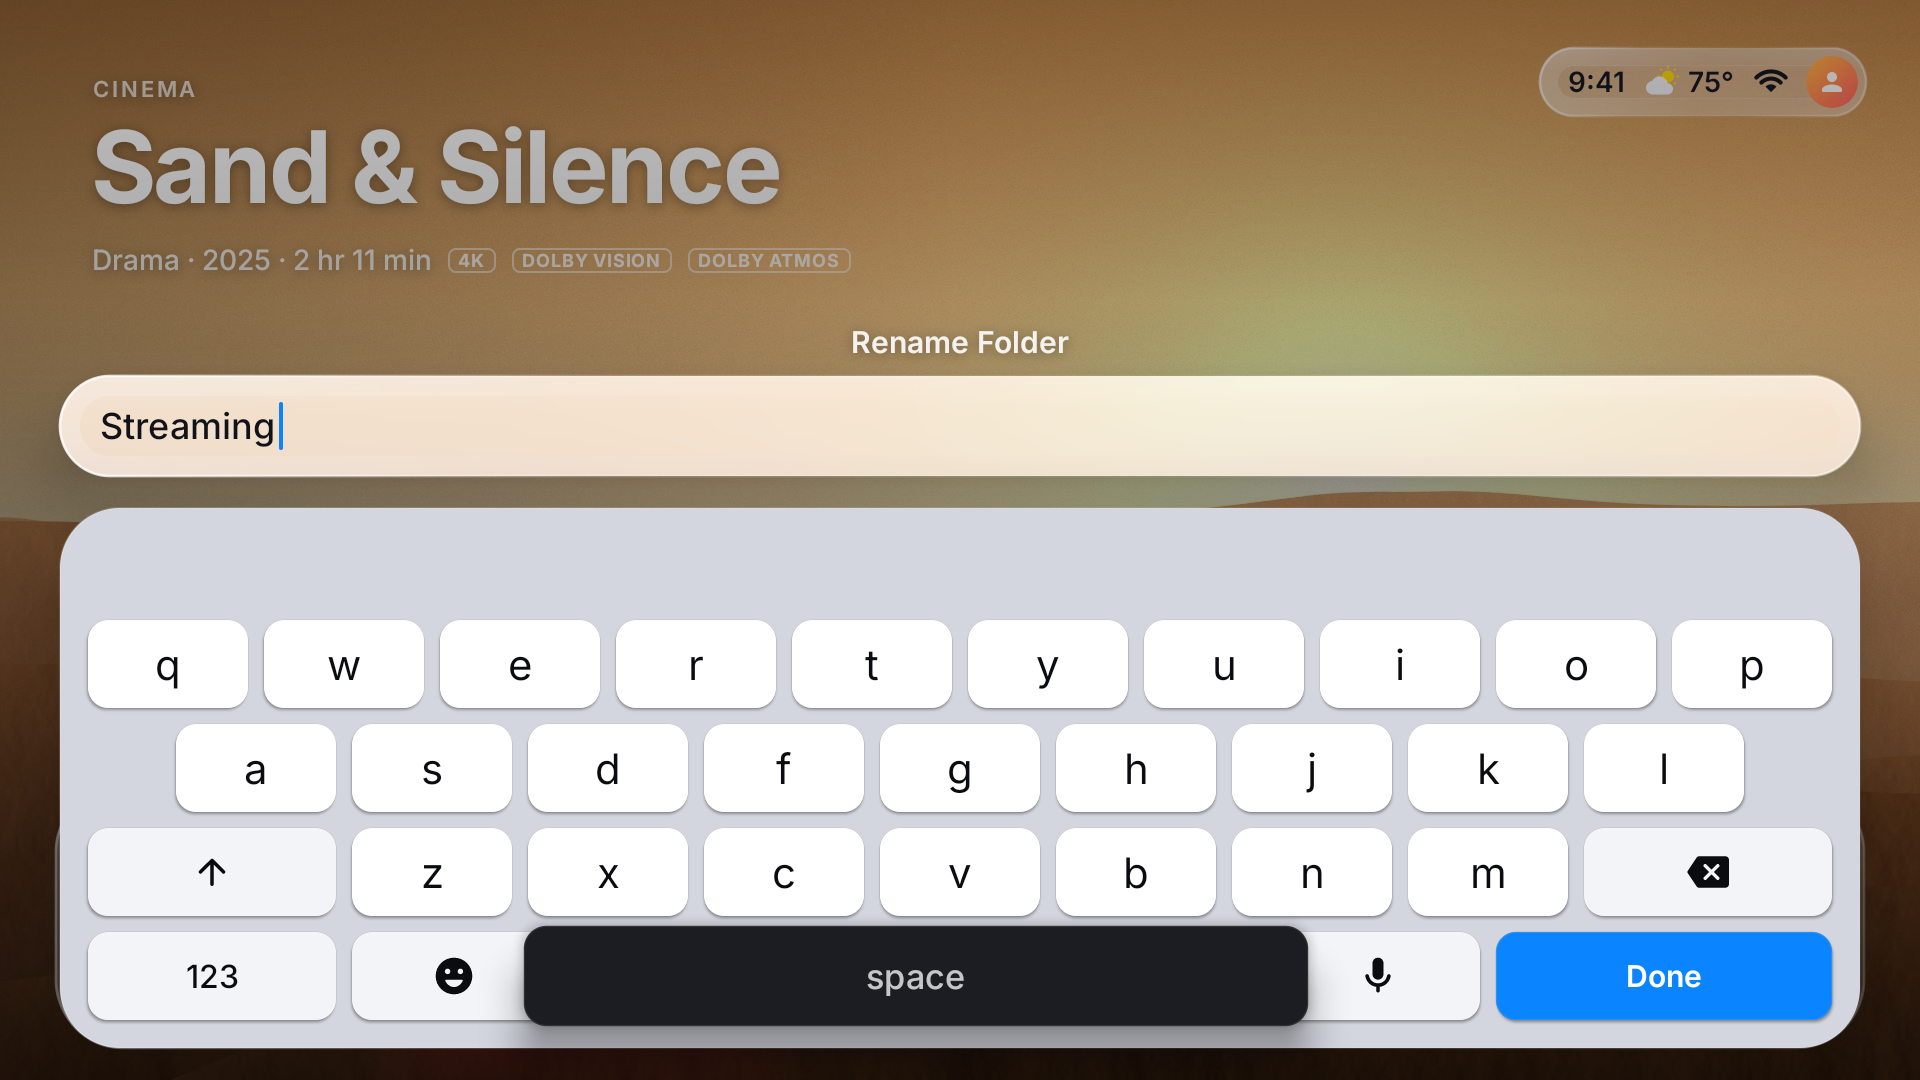 CINEMA
9:41 75°
Sand & Silence
Drama · 2025 · 2 hr 11 min 4K DOLBY VISION DOLBY ATMOS
Rename Folder
Streaming
q w e r t y u i o p
a s d f g h j k l
z x c v b n m
123 space Done